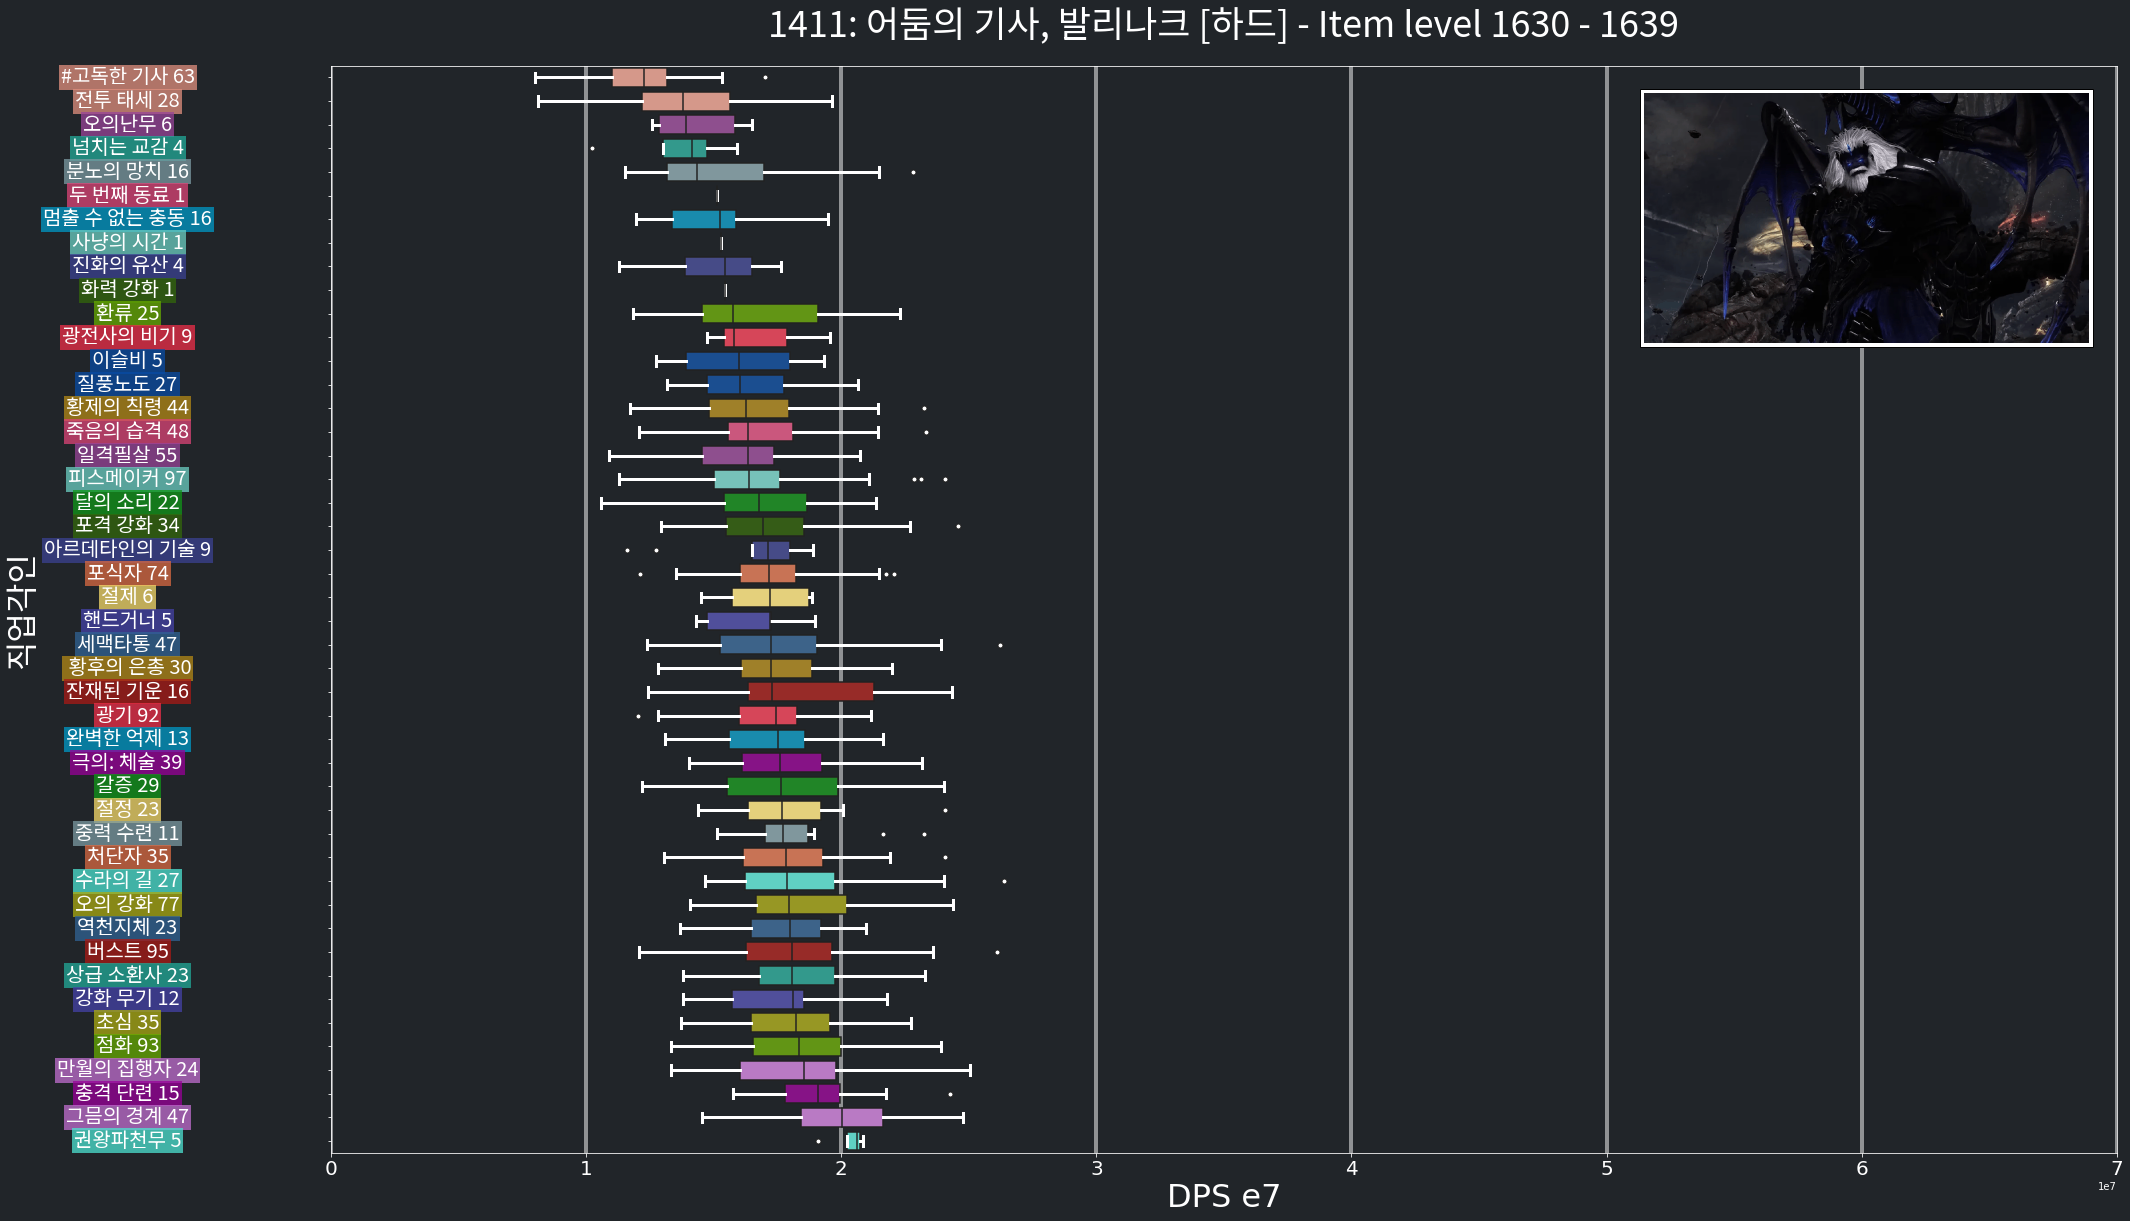 1411: 어둠의 기사, 발리나크 [하드] - Item level 1630 - 1639
#고독한 기사 63
전투 태세 28
오의난무 6
넘치는 교감 4
분노의 망치 16
두 번째 동료 1
멈출 수 없는 충동 16
사냥의 시간 1
진화의 유산 4
화력 강화 1
환류 25
광전사의 비기 9
이슬비 5
질풍노도 27
황제의 칙령 44
죽음의 습격 48
일격필살 55
피스메이커 97
달의 소리 22
포격 강화 34
아르데타인의 기술 9
포식자 74
절제 6
핸드거너 5
세맥타통 47
황후의 은총 30
잔재된 기운 16
광기 92
완벽한 억제 13
극의: 체술 39
갈증 29
절정 23
중력 수련 11
처단자 35
수라의 길 27
오의 강화 77
역천지체 23
버스트 95
상급 소환사 23
강화 무기 12
초심 35
점화 93
만월의 집행자 24
충격 단련 15
그믐의 경계 47
권왕파천무 5
직업각인
0 1 2 3 4 5 6 7
1e7
DPS e7